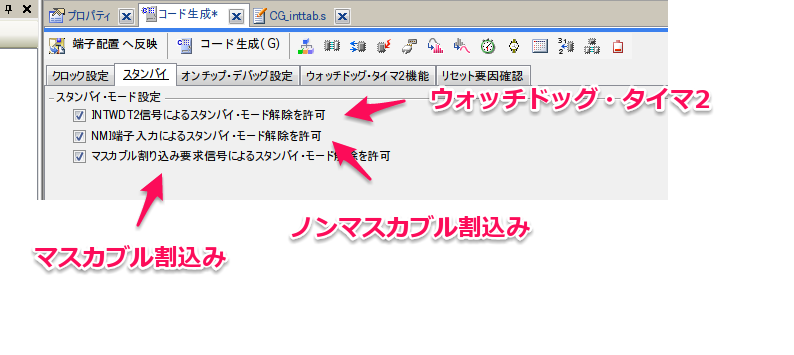 プロパティ コード生成* CG_inttab.s
端子配置へ反映 コード生成(G)
クロック設定 スタンバイ オンチップ・デバッグ設定 ウォッチドッグ・タイマ2機能 リセット要因確認
スタンバイ・モード設定
ウォッチドッグ・タイマ2
INTWDT2信号によるスタンバイ・モード解除を許可
NMI端子入力によるスタンバイ・モード解除を許可
マスカブル割り込み要求信号によるスタンバイ・モード解除を許可
ノンマスカブル割込み
マスカブル割込み